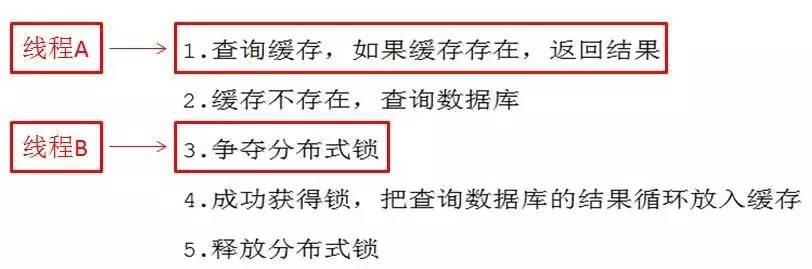 线程A
1.查询缓存，如果缓存存在，返回结果
2.缓存不存在，查询数据库
线程B
3.争夺分布式锁
4.成功获得锁，把查询数据库的结果循环放入缓存
5.释放分布式锁